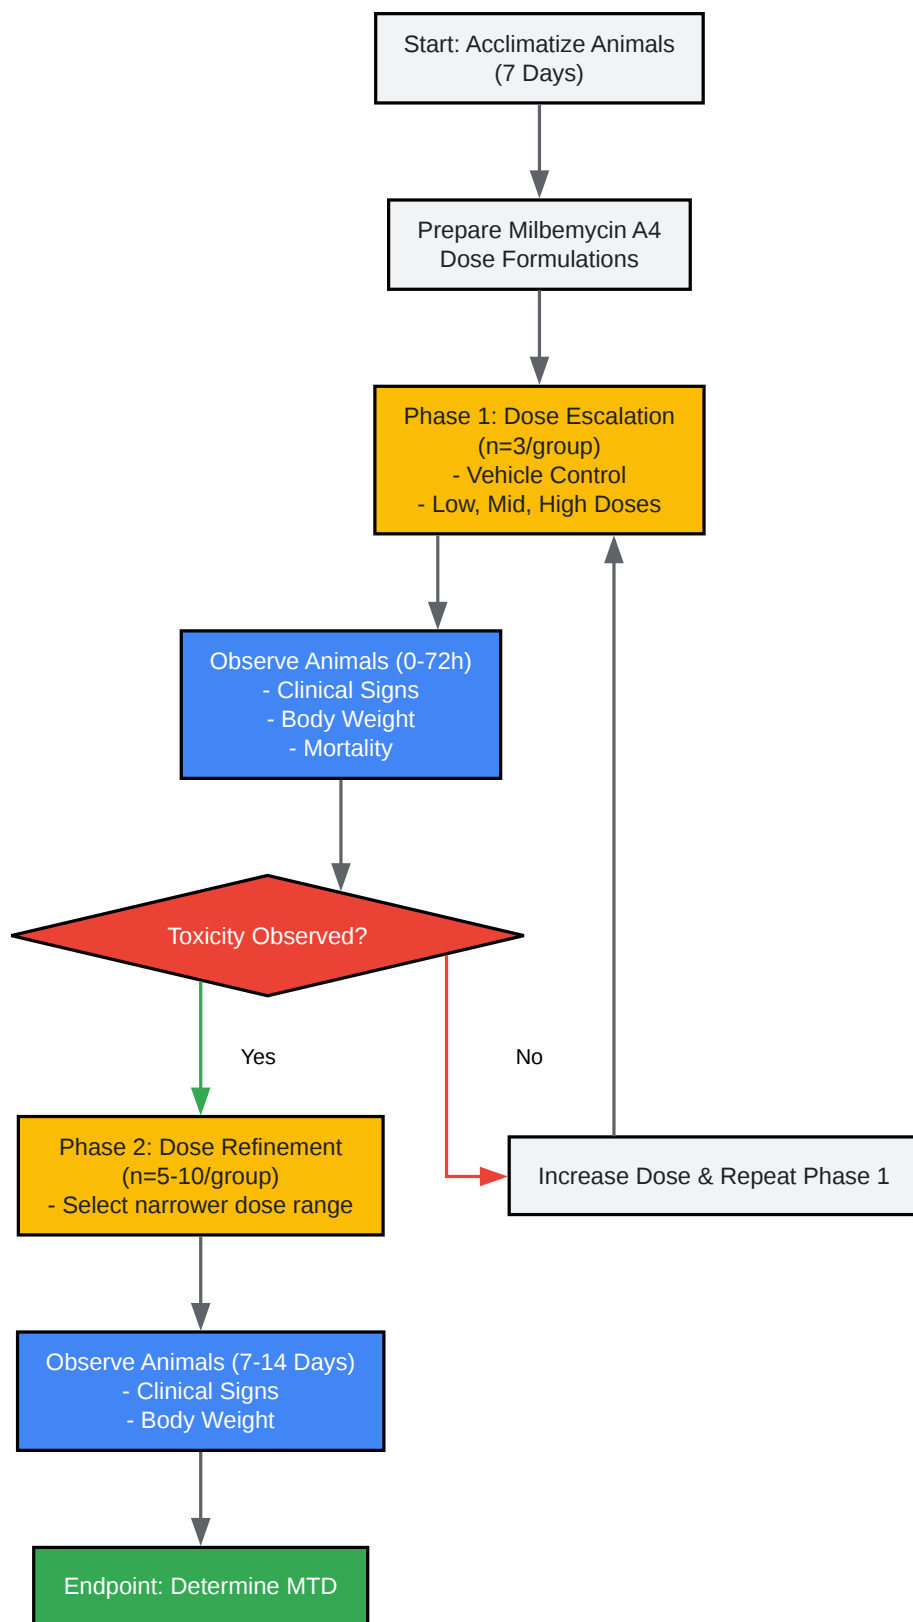 Start: Acclimatize Animals
(7 Days)
Prepare Milbemycin A4
Dose Formulations
Phase 1: Dose Escalation
(n=3/group)
- Vehicle Control
- Low, Mid, High Doses
Observe Animals (0-72h)
- Clinical Signs
- Body Weight
- Mortality
Toxicity Observed?
Yes
No
Phase 2: Dose Refinement
(n=5-10/group)
- Select narrower dose range
Increase Dose & Repeat Phase 1
Observe Animals (7-14 Days)
- Clinical Signs
- Body Weight
Endpoint: Determine MTD